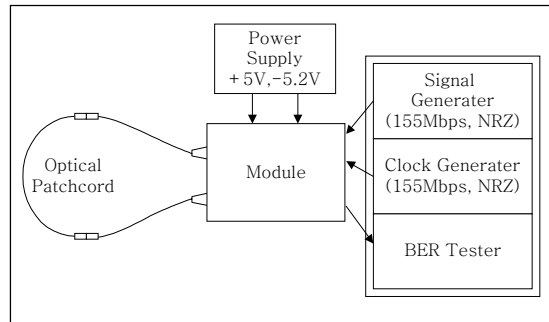 Power
Supply
+5V,-5.2V
Signal
Generater
(155Mbps, NRZ)
Optical
Patchcord
Module
Clock Generater
(155Mbps, NRZ)
BER Tester